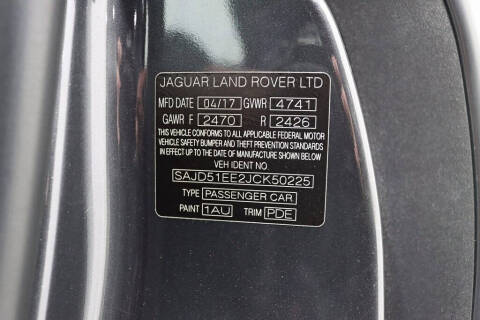 JAGUAR LAND ROVER LTD
MFD DATE 04/17 GVWR 4741
GAWR F 2470 R 2426
THIS VEHICLE CONFORMS TO ALL APPLICABLE FEDERAL MOTOR
VEHICLE SAFETY BUMPER AND THEFT PREVENTION STANDARDS
IN EFFECT UP TO THE DATE OF MANUFACTURE SHOWN BELOW
VEH IDENT NO.
SAJD51EE2JCK50225
TYPE PASSENGER CAR
PAINT 1AU TRIM PDE